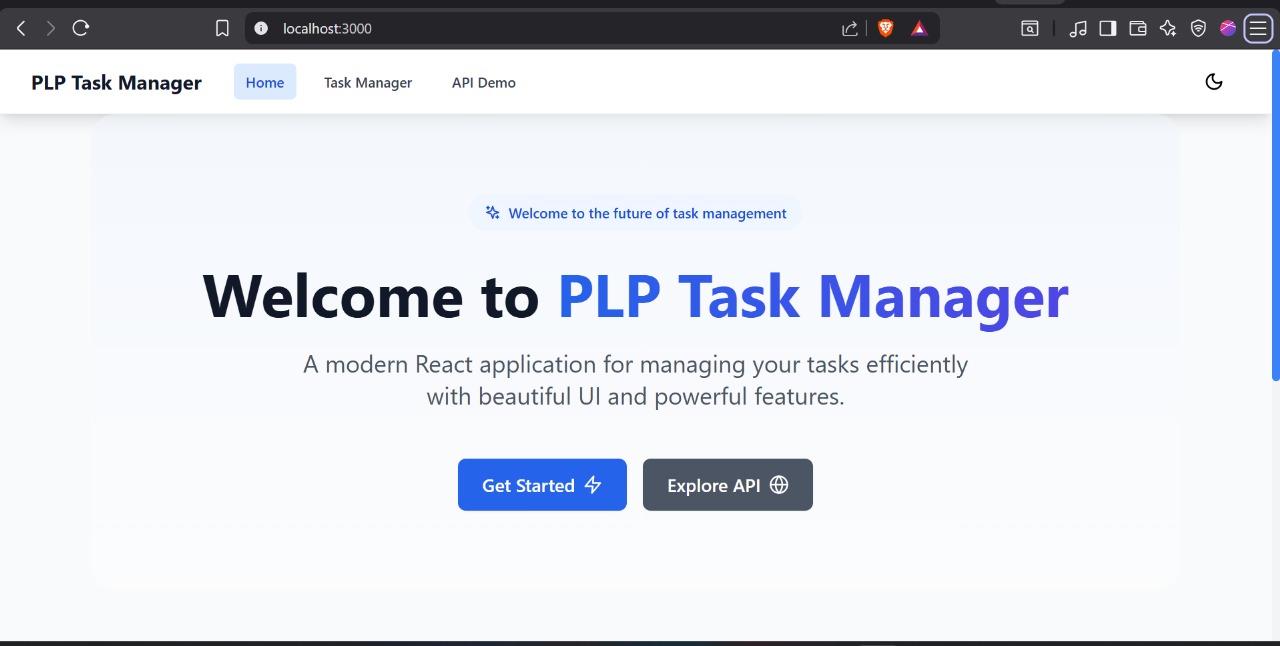 localhost:3000
PLP Task Manager
Home
Task Manager
API Demo
Welcome to the future of task management
Welcome to PLP Task Manager
A modern React application for managing your tasks efficiently
with beautiful UI and powerful features.
Get Started
Explore API